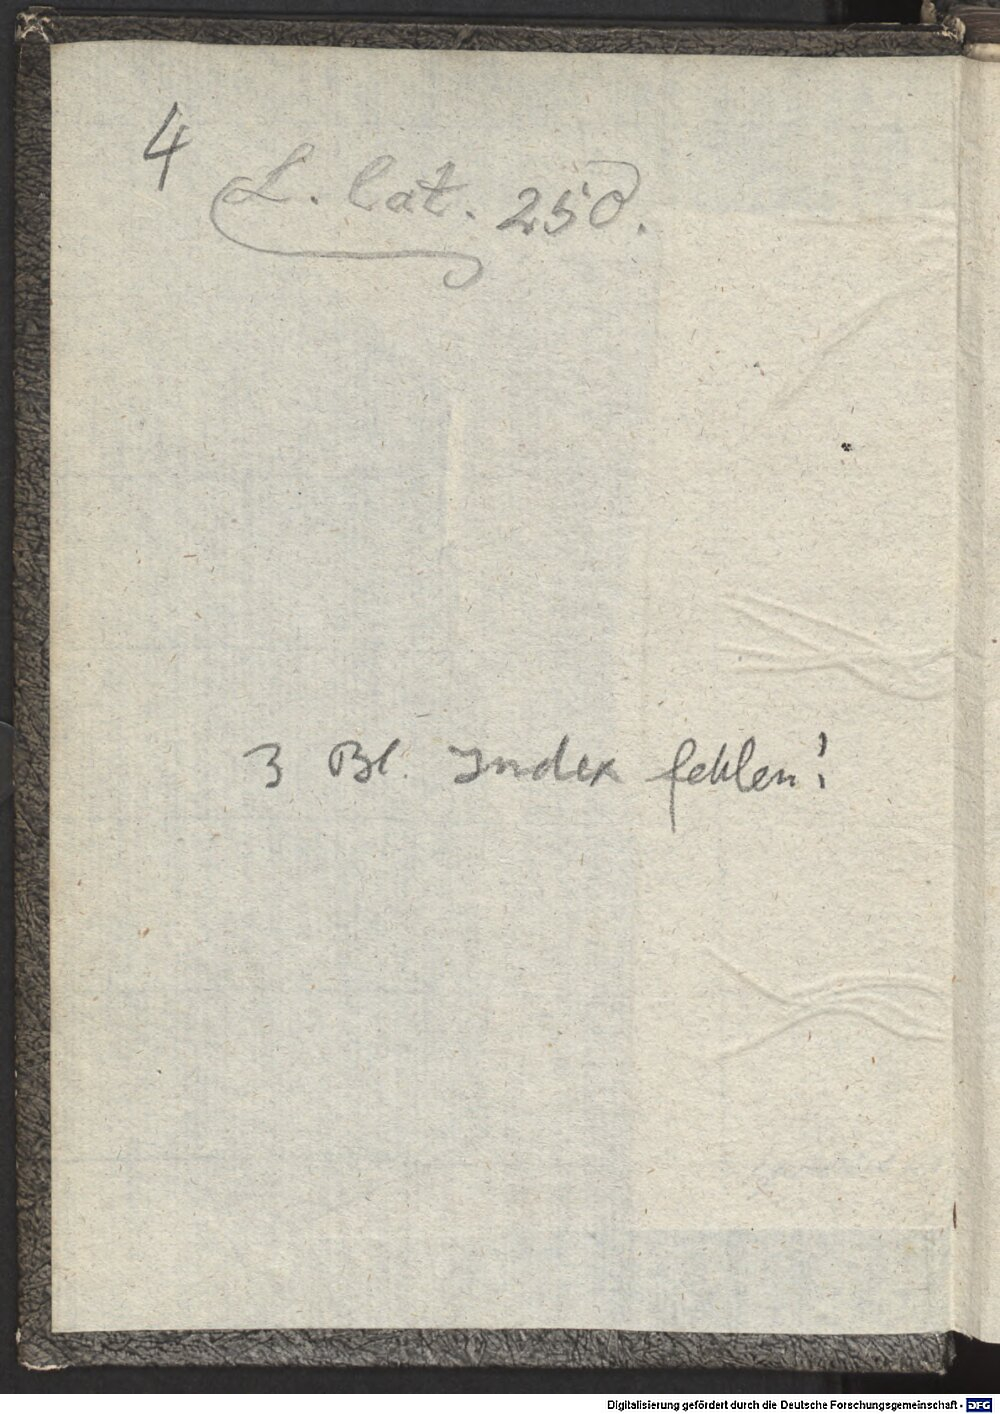 4 L. lat. 250.
3 Bl. Index fehlen!
Digitalisierung gefördert durch die Deutsche Forschungsgemeinschaft - DFG